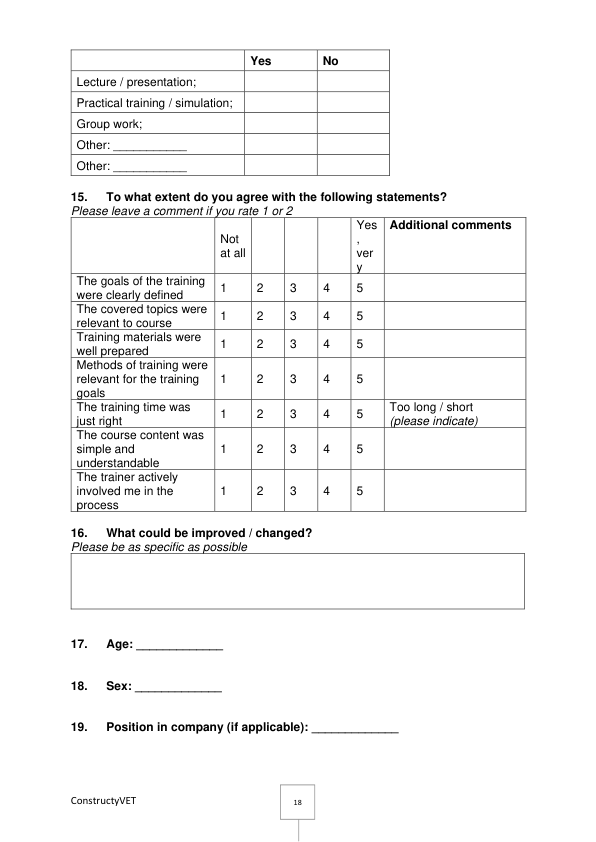 Yes No
Lecture / presentation;
Practical training / simulation;
Group work;
Other: ___________
Other: ___________
15. To what extent do you agree with the following statements?
Please leave a comment if you rate 1 or 2
Not at all Yes, very Additional comments
The goals of the training
were clearly defined 1 2 3 4 5
The covered topics were
relevant to course 1 2 3 4 5
Training materials were
well prepared 1 2 3 4 5
Methods of training were
relevant for the training
goals 1 2 3 4 5
The training time was
just right 1 2 3 4 5 Too long / short
(please indicate)
The course content was
simple and
understandable 1 2 3 4 5
The trainer actively
involved me in the
process 1 2 3 4 5
16. What could be improved / changed?
Please be as specific as possible
17. Age: _____________
18. Sex: _____________
19. Position in company (if applicable): _____________
ConstructyVET 18